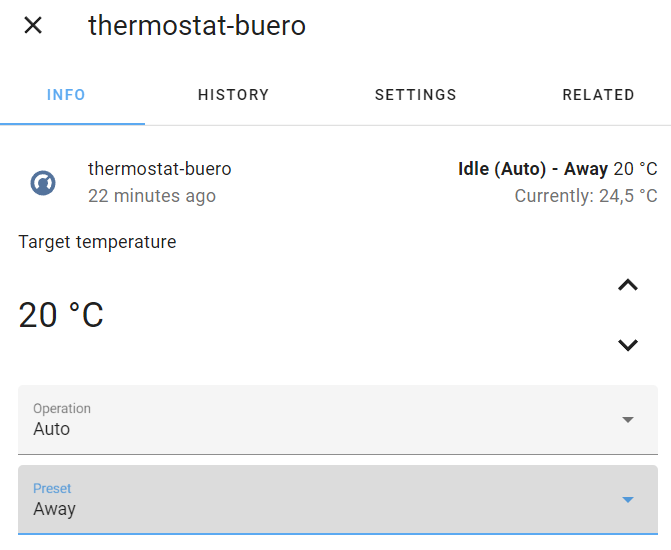 thermostat-buero
INFO
HISTORY
SETTINGS
RELATED
thermostat-buero
Idle (Auto) - Away 20 °C
22 minutes ago
Currently: 24,5 °C
Target temperature
20 °C
Operation
Auto
Preset
Away